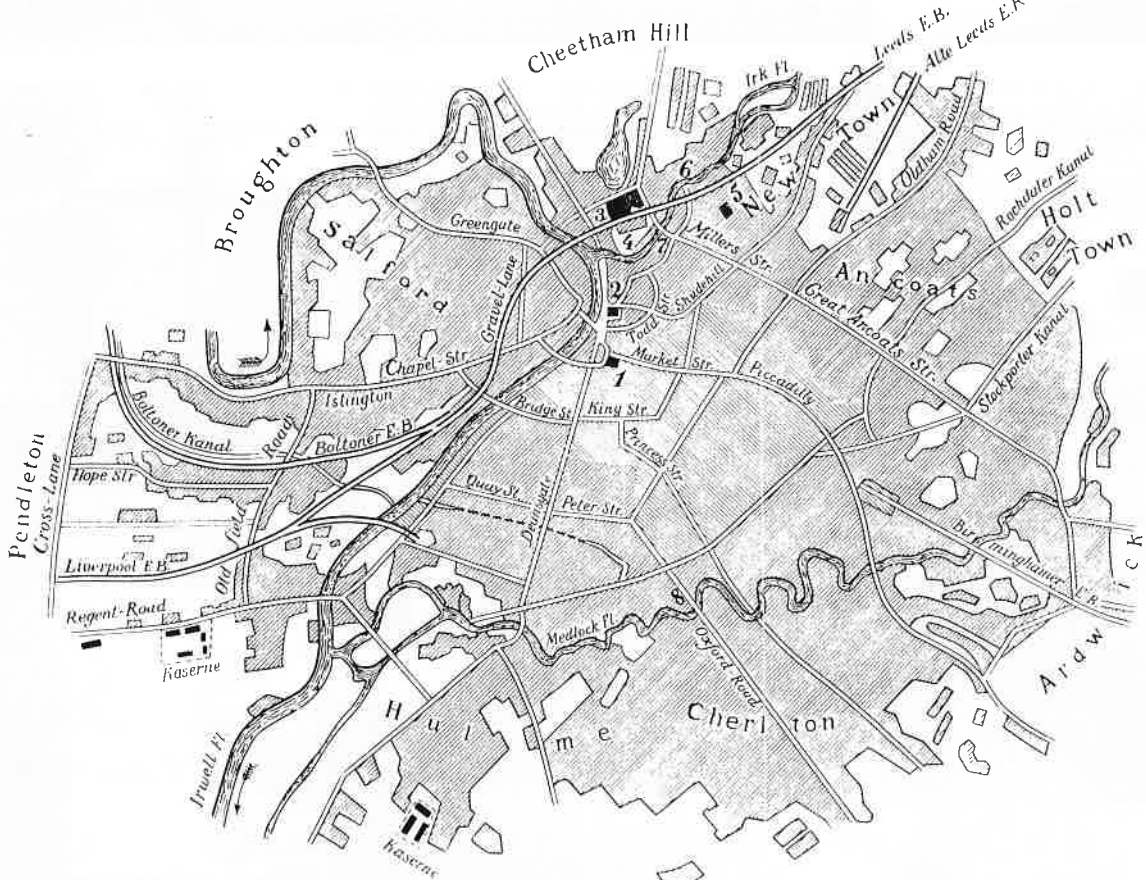 Cheetham Hill
Leeds E.B.
Alte Leeds E.B.
Irk Fl.
Broughton
Town
Oldham Road
6
5
New
Rochdaler Kanal
Holt
Town
Salford
Greengate
3
4
7
Millers Str.
Ancoats
Gravel-Lane
2
Shudehill
Todd Str.
Great Ancoats Str.
Stockporter Kanal
Chapel-Str.
Market Str.
1
Piccadilly
Islington
Bridge St.
King Str.
Boltoner Kanal
Roads
Boltoner E.B.
Princess Str.
Pendleton
Cross-Lane
Hope Str
Quay St.
Peter Str.
Deansgate
Old field
Birminghamer
E.B.
Liverpool E.B.
Regent-Road
8
Medlock Fl.
Oxford Road
Ardwick
Kaserne
Hulme
Cherlton
Irwell Fl
Kaserne